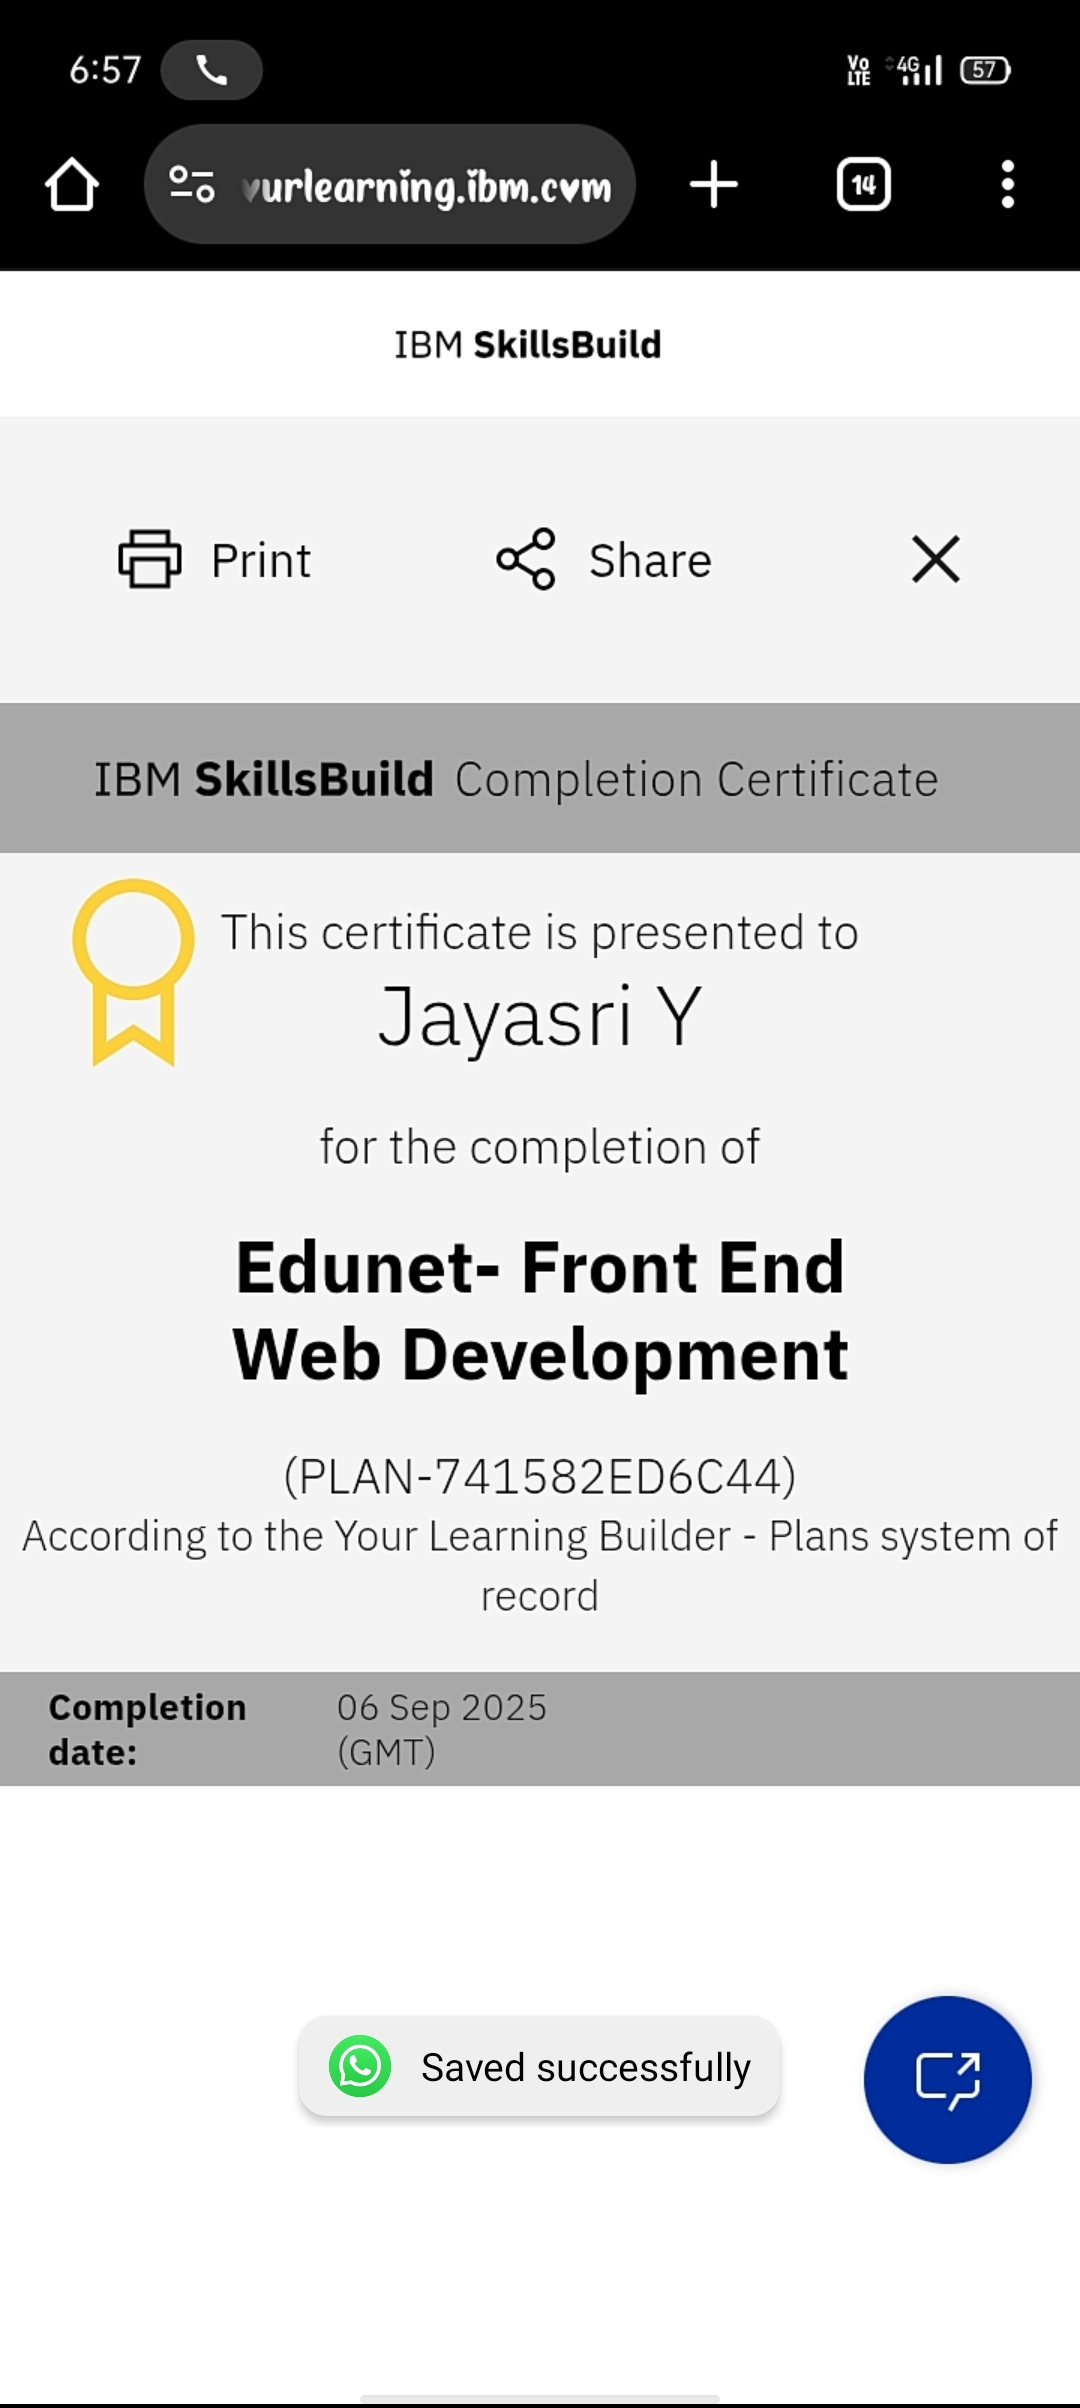 6:57
Vo LTE 4G 57
urlearning.ibm.com
14
IBM SkillsBuild
Print Share
IBM SkillsBuild Completion Certificate
This certificate is presented to
Jayasri Y
for the completion of
Edunet- Front End
Web Development
(PLAN-741582ED6C44)
According to the Your Learning Builder - Plans system of
record
Completion 06 Sep 2025
date: (GMT)
Saved successfully